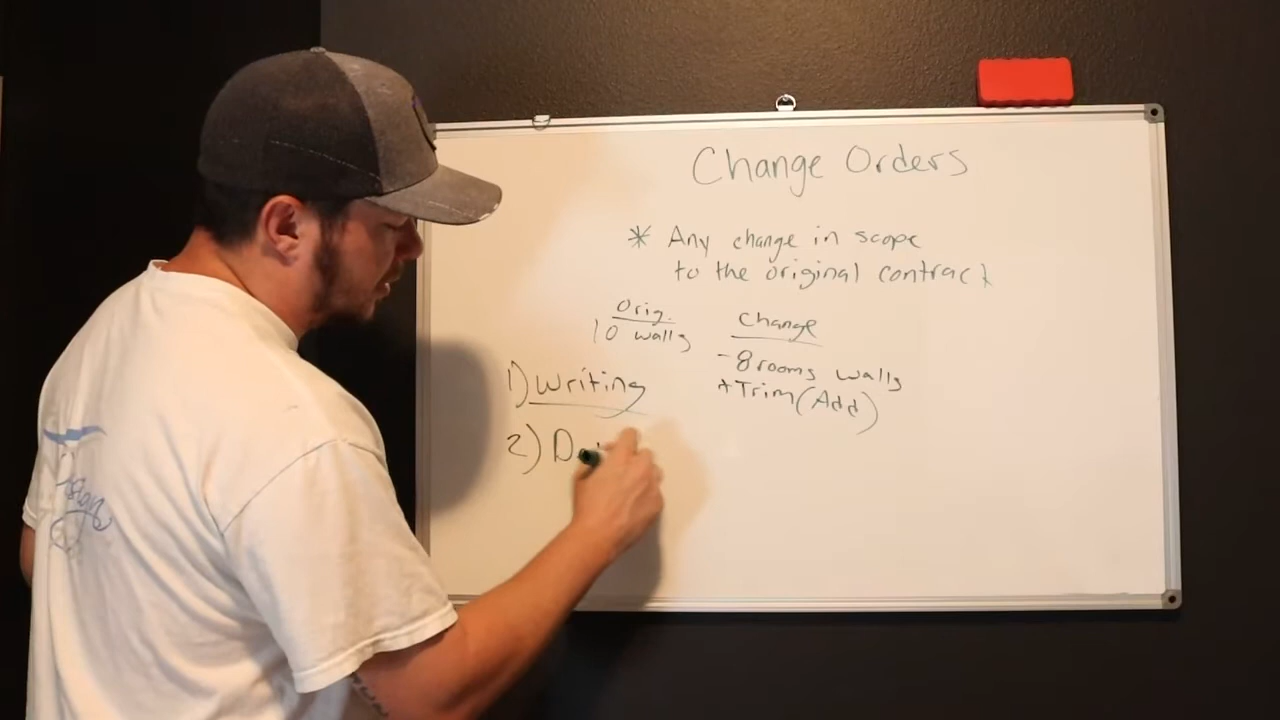 Change Orders
* Any change in scope
to the original contract
Orig.
10 walls
Change
-8 rooms walls
+Trim (Add)
1) writing
2) D